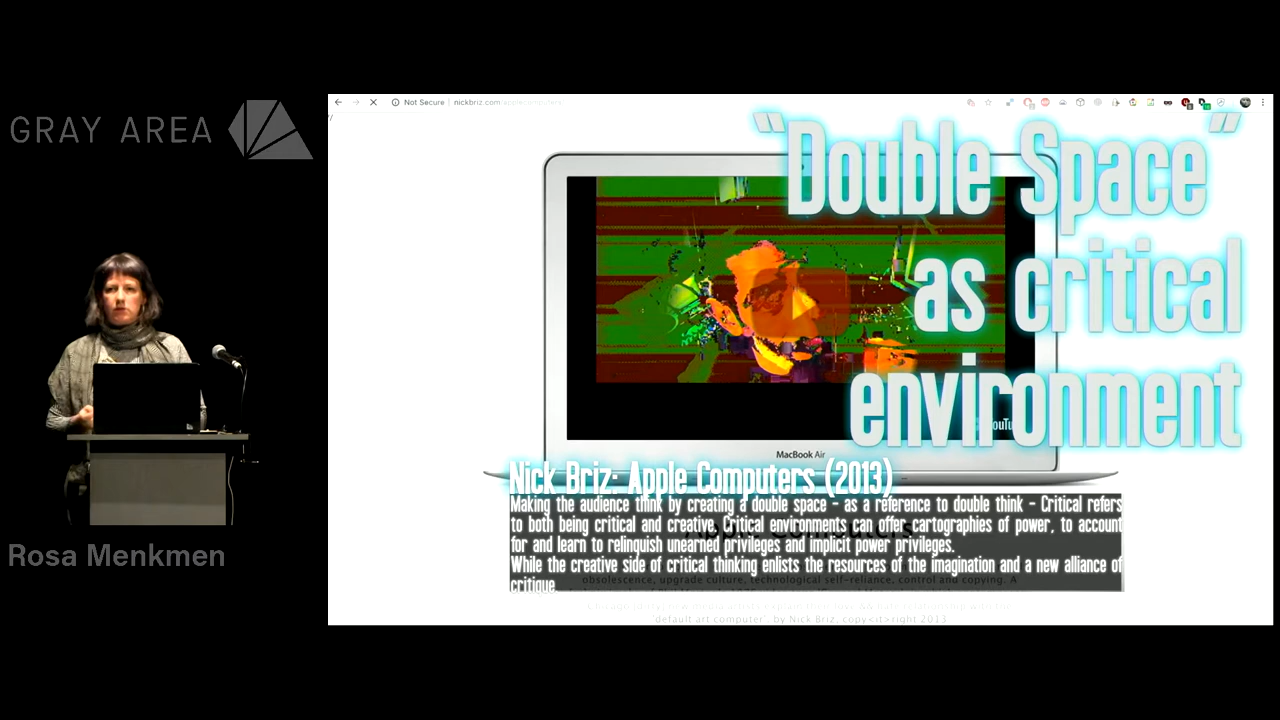 GRAY AREA
Rosa Menkmen
Not Secure nickbriz.com/applecomputers
"Double Space"
as critical
environment
MacBook Air
Nick Briz: Apple Computers (2013)
Making the audience think by creating a double space - as a reference to double think - Critical refers
to both being critical and creative. Critical environments can offer cartographies of power, to account
for and learn to relinquish unearned privileges and implicit power privileges.
While the creative side of critical thinking enlists the resources of the imagination and a new alliance of
critique
obsolescence, upgrade culture, technological self-reliance, control and copying. A
"default art computer". by Nick Briz, copy<it>right 2013